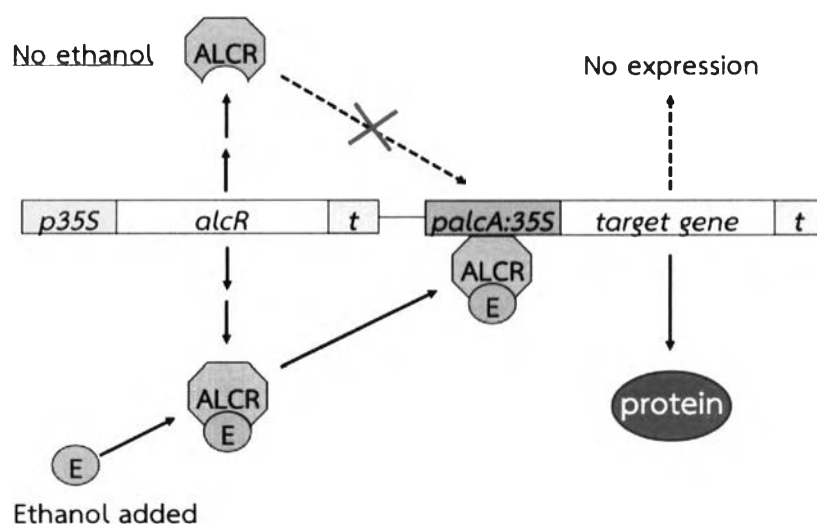 No ethanol
ALCR
No expression
p35S alcR t palcA:35S target gene t
ALCR
E
ALCR
E
protein
E
Ethanol added